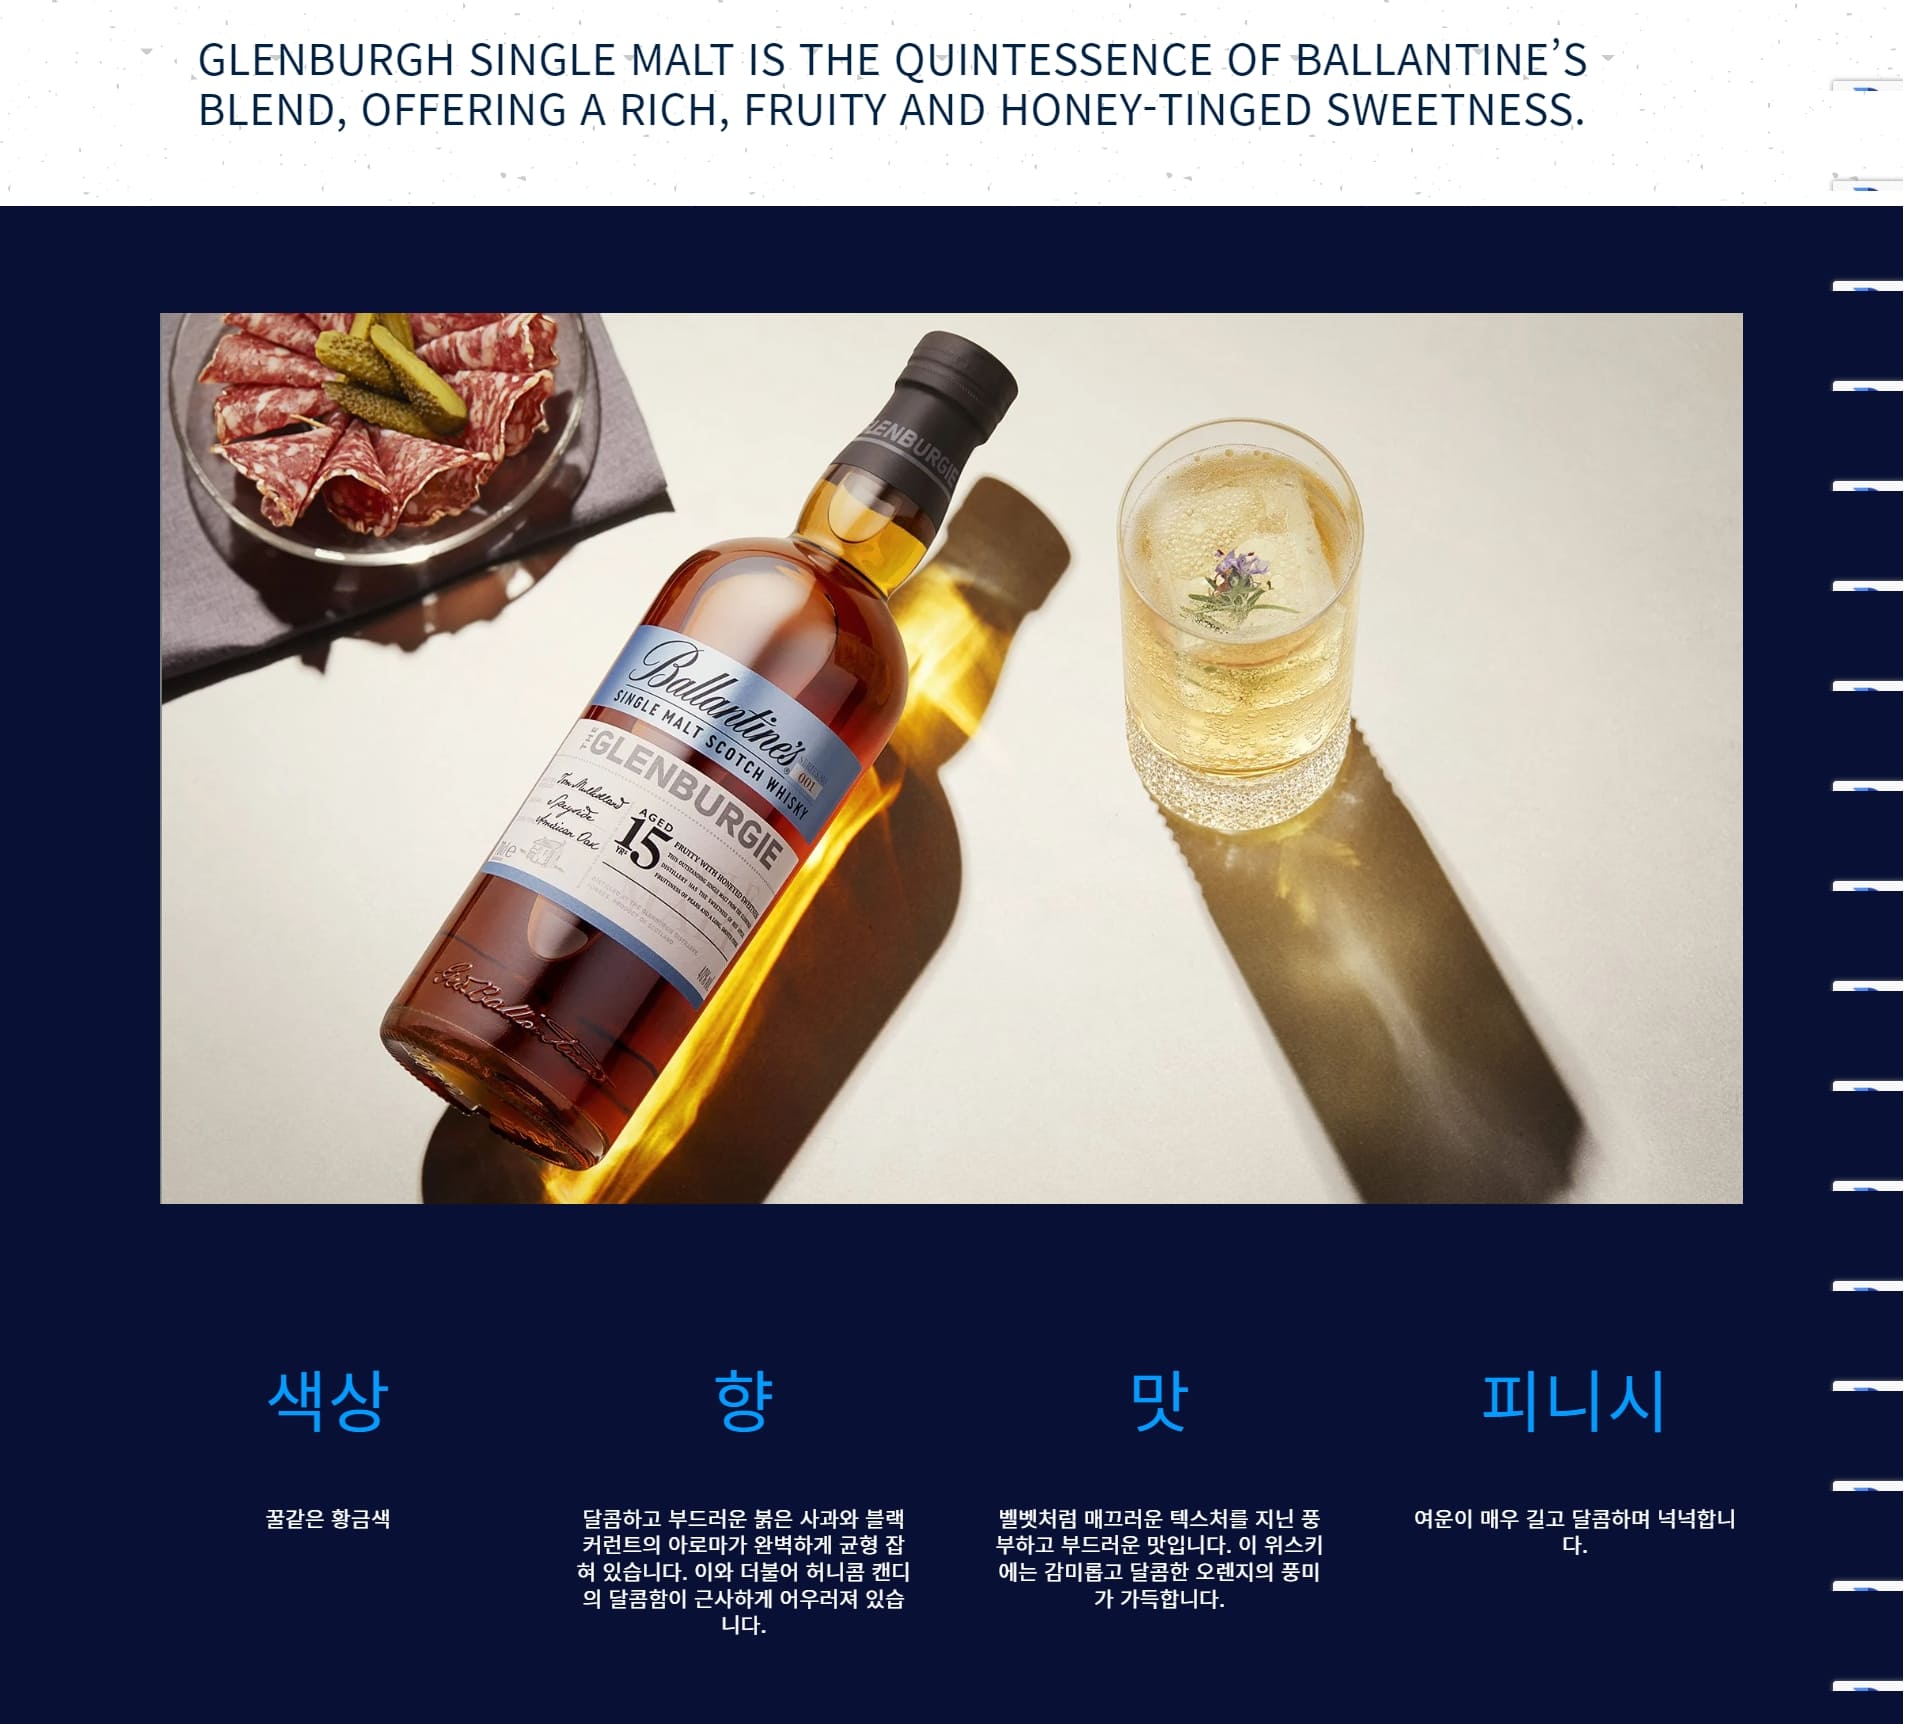 GLENBURGH SINGLE MALT IS THE QUINTESSENCE OF BALLANTINE’S
BLEND, OFFERING A RICH, FRUITY AND HONEY-TINGED SWEETNESS.
GLENBURGIE
Ballantine's
SINGLE MALT SCOTCH WHISKY
001
THE GLENBURGIE
Speyside
American Oak
AGED
15
YRS
FRUITY WITH HONEYED SWEETNESS
색상
향
맛
피니시
꿀같은 황금색
달콤하고 부드러운 붉은 사과와 블랙
커런트의 아로마가 완벽하게 균형 잡
혀 있습니다. 이와 더불어 허니콤 캔디
의 달콤함이 근사하게 어우러져 있습
니다.
벨벳처럼 매끄러운 텍스처를 지닌 풍
부하고 부드러운 맛입니다. 이 위스키
에는 감미롭고 달콤한 오렌지의 풍미
가 가득합니다.
여운이 매우 길고 달콤하며 넉넉합니
다.